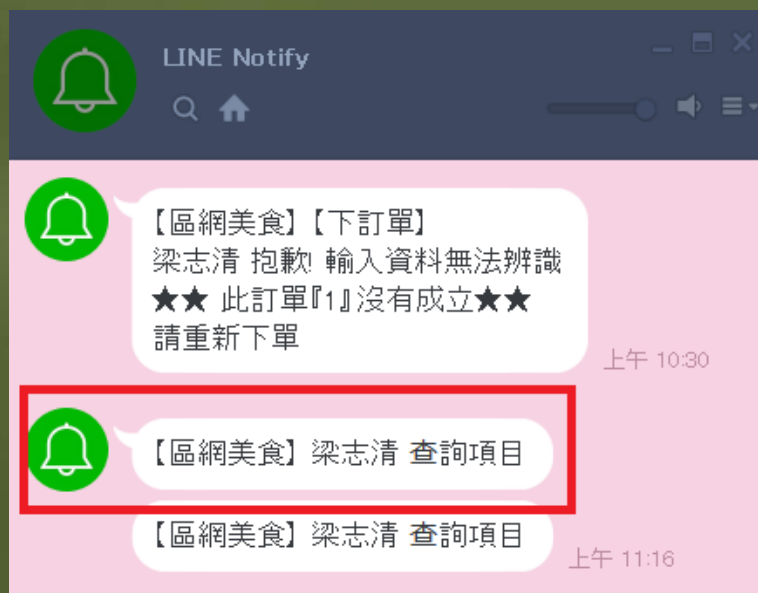 LINE Notify
【區網美食】【下訂單】
梁志清 抱歉! 輸入資料無法辨識
★★ 此訂單『1』沒有成立★★
請重新下單
上午 10:30
【區網美食】梁志清 查詢項目
【區網美食】梁志清 查詢項目
上午 11:16